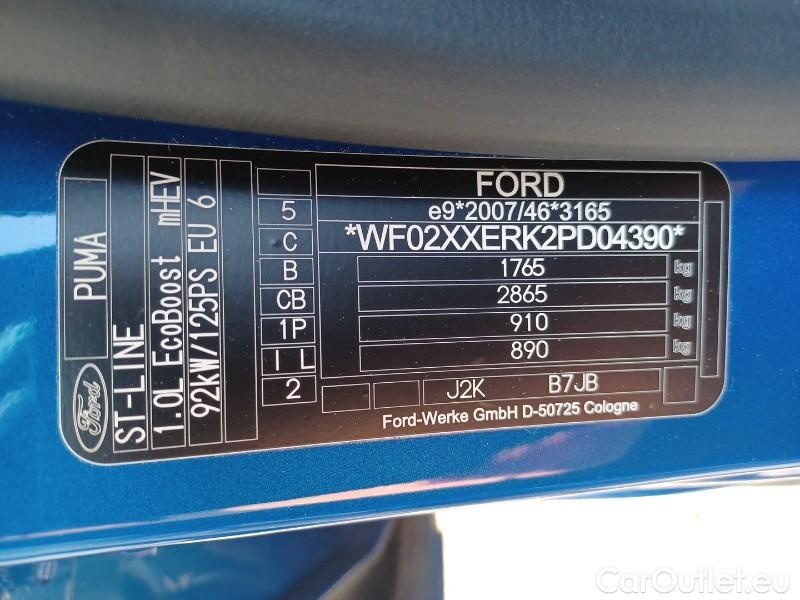 PUMA
ST-LINE
1.0L EcoBoost mHEV
92kW/125PS EU 6
Ford
5
C
B
CB
1P
I L
2
FORD
e9*2007/46*3165
*WF02XXERK2PD04390*
1765 kg
2865 kg
910 kg
890 kg
J2K B7JB
Ford-Werke GmbH D-50725 Cologne
CarOutlet.eu